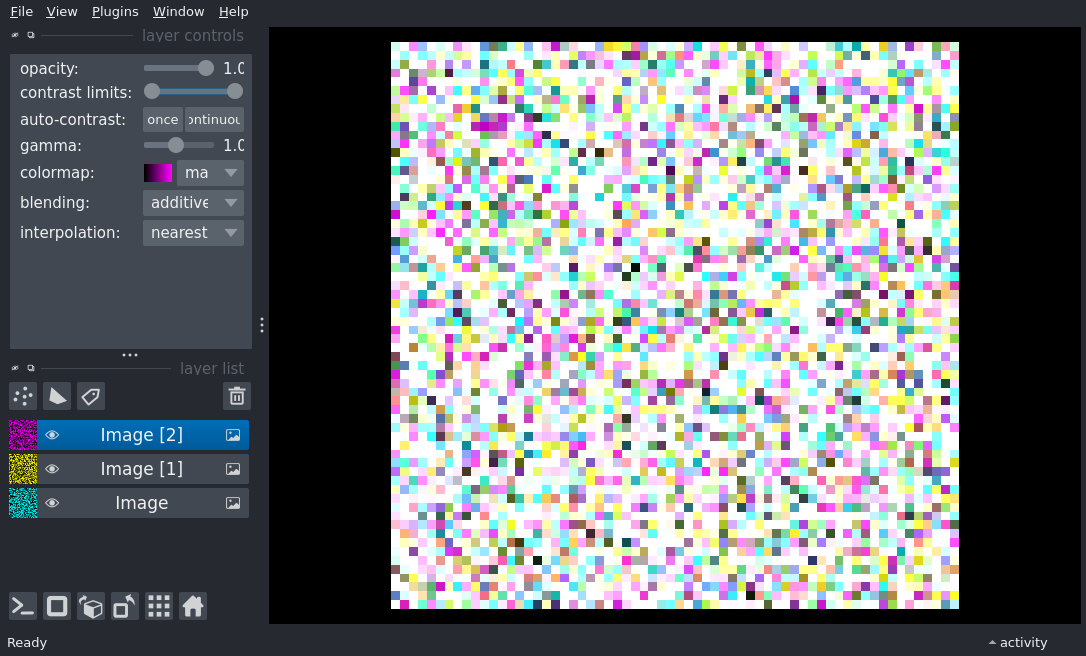 File View Plugins Window Help
layer controls
opacity: 1.0
contrast limits:
auto-contrast: once ontinuou
gamma: 1.0
colormap: ma
blending: additive
interpolation: nearest
layer list
Image [2]
Image [1]
Image
Ready activity